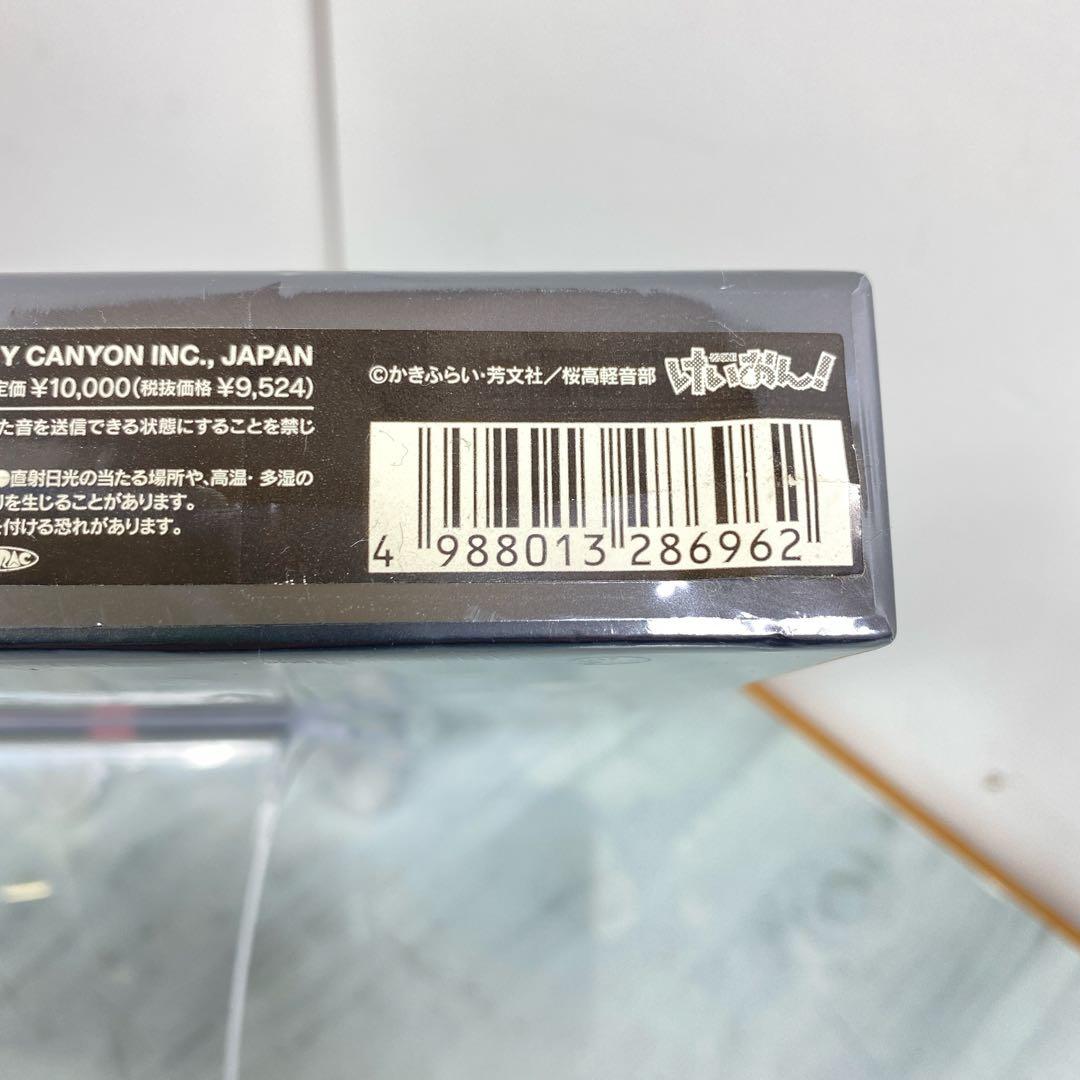 Y CANYON INC., JAPAN
定価 ¥10,000(税抜価格 ¥9,524)
た音を送信できる状態にすることを禁じ
●直射日光の当たる場所や、高温・多湿の
を生じることがあります。
付ける恐れがあります。
©かきふらい・芳文社／桜高軽音部
けいおん!
4 988013 286962